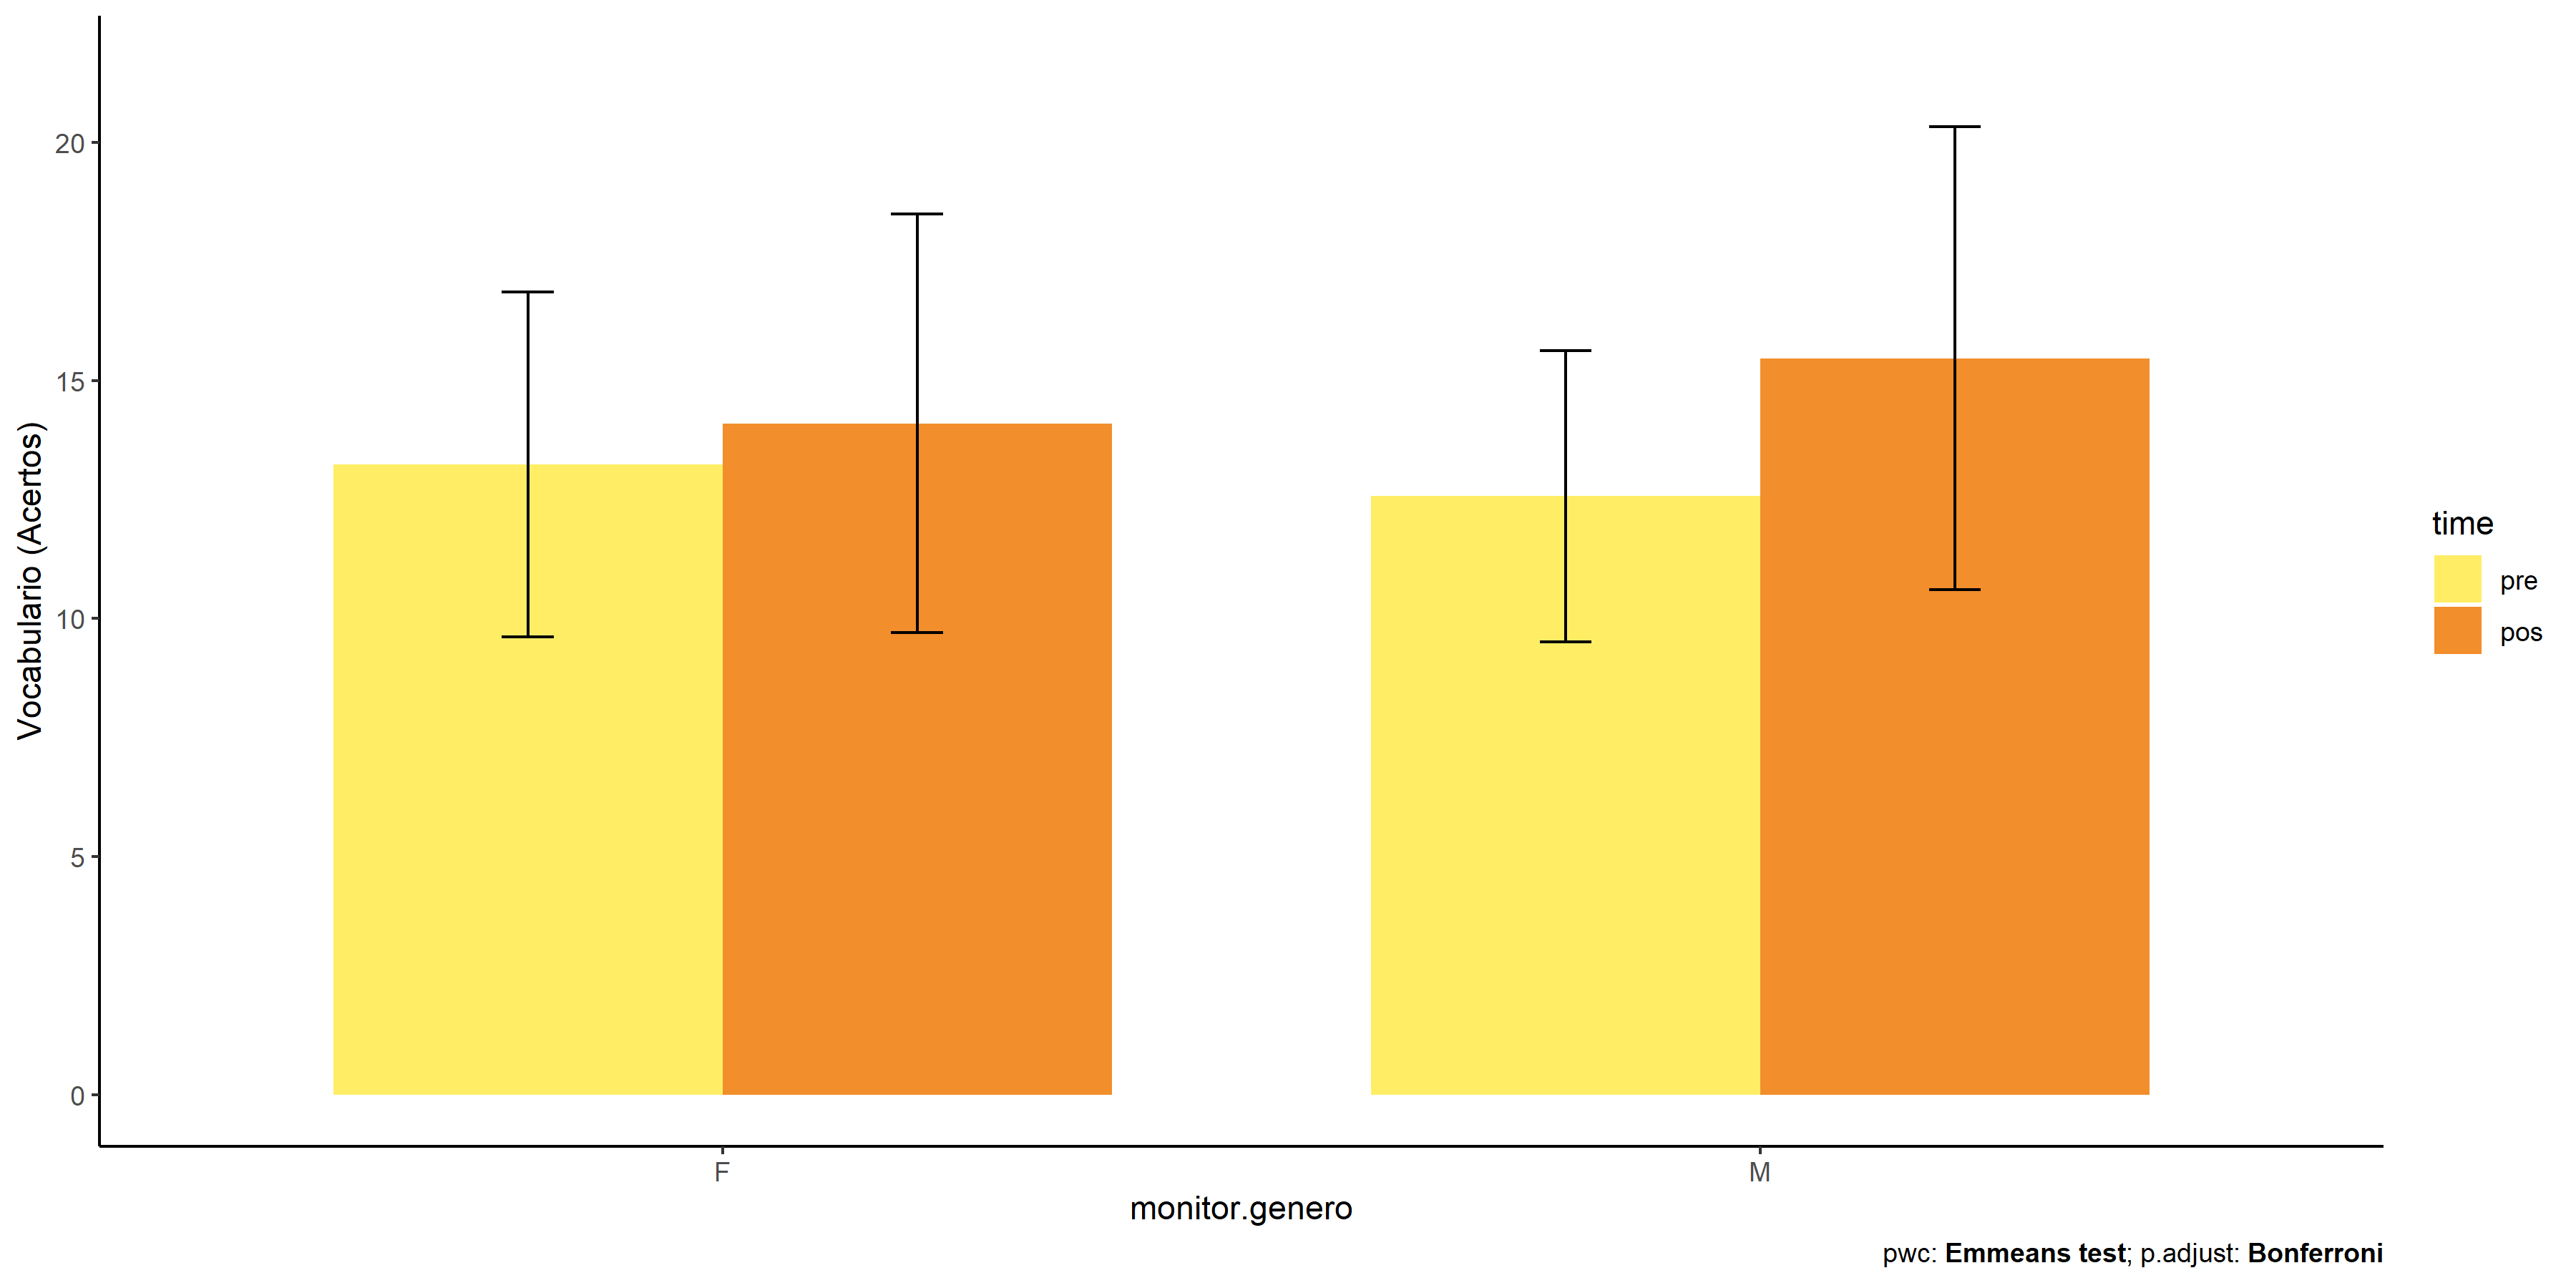 Vocabulario (Acertos)
20
15
10
5
0
F
M
monitor.genero
time
pre
pos
pwc: Emmeans test; p.adjust: Bonferroni